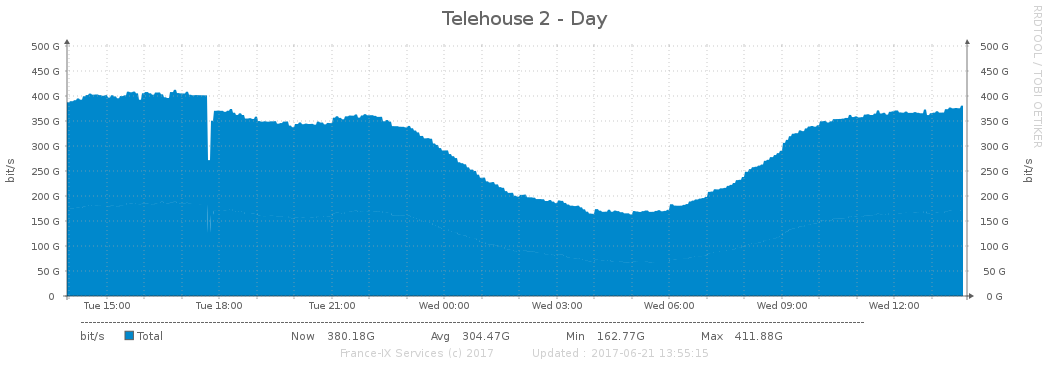 Telehouse 2 - Day
RRDTOOL / TOBI OETIKER
500 G 500 G
450 G 450 G
400 G 400 G
350 G 350 G
300 G 300 G
250 G 250 G
200 G 200 G
150 G 150 G
100 G 100 G
50 G 50 G
0 0 G
bit/s bit/s
Tue 15:00 Tue 18:00 Tue 21:00 Wed 00:00 Wed 03:00 Wed 06:00 Wed 09:00 Wed 12:00
bit/s Total Now 380.18G Avg 304.47G Min 162.77G Max 411.88G
France-IX Services (c) 2017 Updated : 2017-06-21 13:55:15